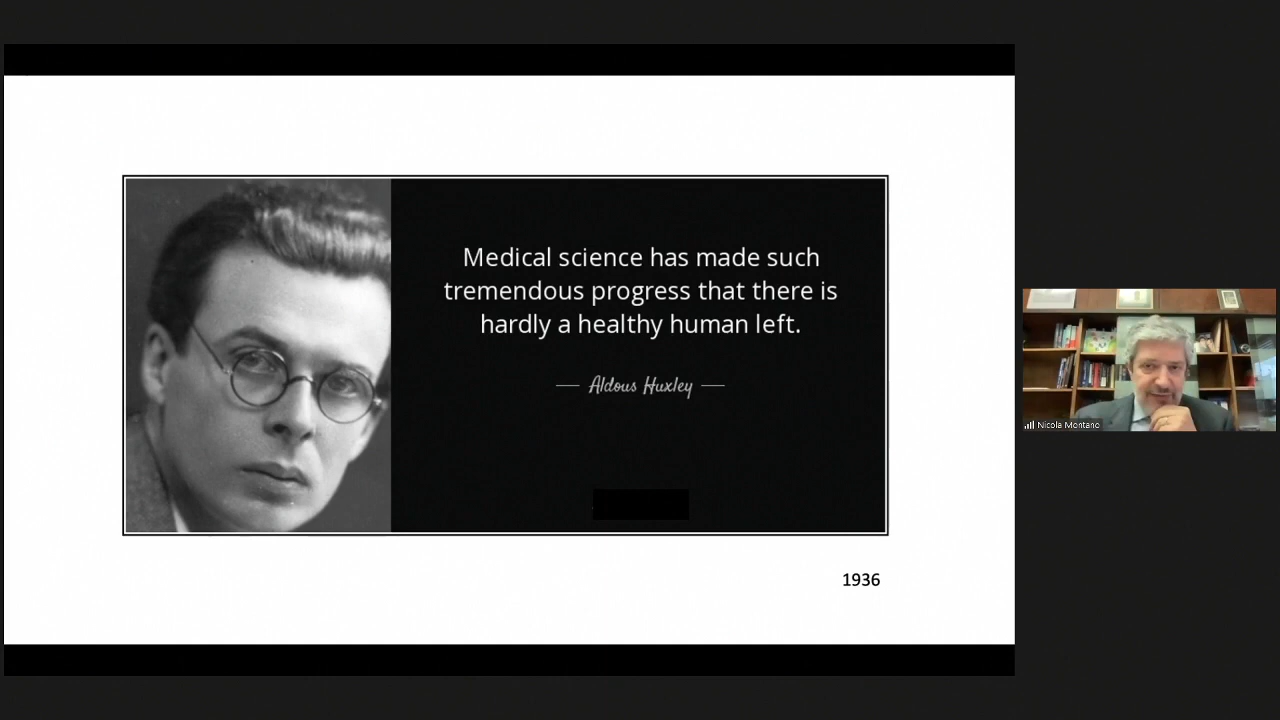 Medical science has made such
tremendous progress that there is
hardly a healthy human left.
Aldous Huxley
1936
Nicola Montano